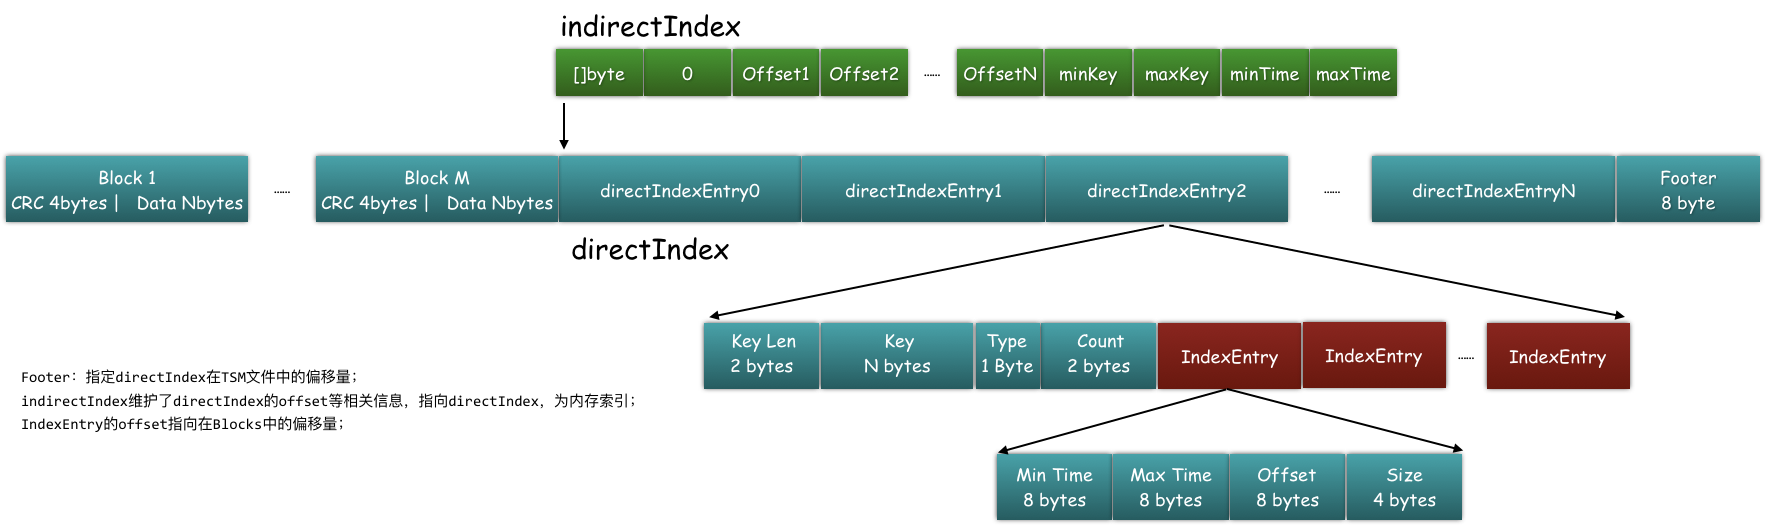 indirectIndex
[]byte 0 Offset1 Offset2 …… OffsetN minKey maxKey minTime maxTime
Block 1
CRC 4bytes | Data Nbytes
……
Block M
CRC 4bytes | Data Nbytes
directIndexEntry0
directIndexEntry1
directIndexEntry2
……
directIndexEntryN
Footer
8 byte
directIndex
Key Len
2 bytes
Key
N bytes
Type
1 Byte
Count
2 bytes
IndexEntry
IndexEntry
……
IndexEntry
Footer: 指定directIndex在TSM文件中的偏移量;
indirectIndex维护了directIndex的offset等相关信息，指向directIndex，为内存索引;
IndexEntry的offset指向在Blocks中的偏移量;
Min Time
8 bytes
Max Time
8 bytes
Offset
8 bytes
Size
4 bytes